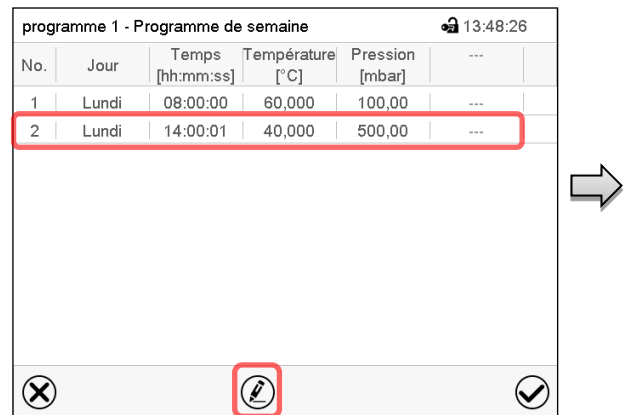 programme 1 - Programme de semaine 13:48:26
No. Jour Temps [hh:mm:ss] Température [°C] Pression [mbar] ---
1 Lundi 08:00:00 60,000 100,00 ---
2 Lundi 14:00:01 40,000 500,00 ---